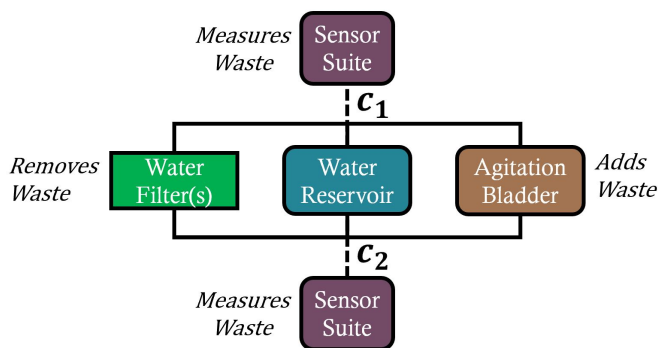 Measures
Waste
Sensor
Suite
c₁
Removes
Waste
Water
Filter(s)
Water
Reservoir
Agitation
Bladder
Adds
Waste
c₂
Measures
Waste
Sensor
Suite